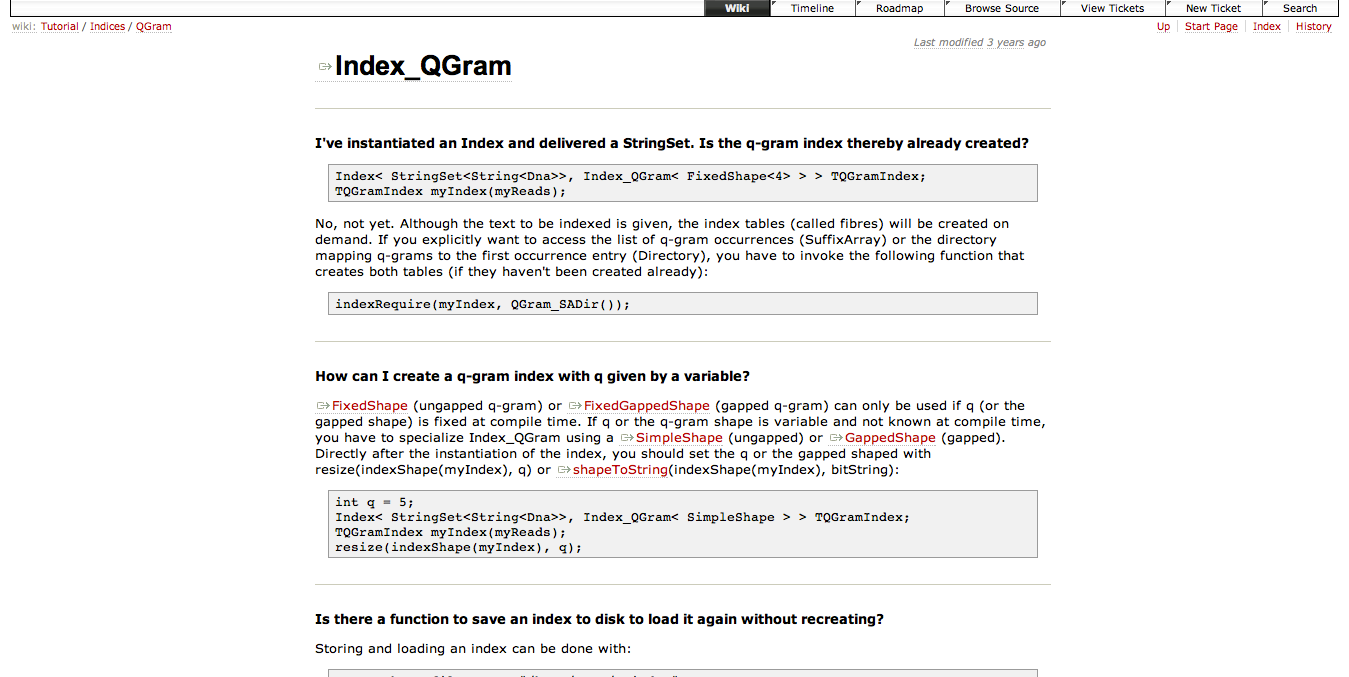 Wiki Timeline Roadmap Browse Source View Tickets New Ticket Search
wiki: Tutorial / Indices / QGram Up Start Page Index History
Last modified 3 years ago
Index_QGram
I've instantiated an Index and delivered a StringSet. Is the q-gram index thereby already created?
Index< StringSet<String<Dna>>, Index_QGram< FixedShape<4> > > TQGramIndex;
TQGramIndex myIndex(myReads);
No, not yet. Although the text to be indexed is given, the index tables (called fibres) will be created on
demand. If you explicitly want to access the list of q-gram occurrences (SuffixArray) or the directory
mapping q-grams to the first occurrence entry (Directory), you have to invoke the following function that
creates both tables (if they haven't been created already):
indexRequire(myIndex, QGram_SADir());
How can I create a q-gram index with q given by a variable?
FixedShape (ungapped q-gram) or FixedGappedShape (gapped q-gram) can only be used if q (or the
gapped shape) is fixed at compile time. If q or the q-gram shape is variable and not known at compile time,
you have to specialize Index_QGram using a SimpleShape (ungapped) or GappedShape (gapped).
Directly after the instantiation of the index, you should set the q or the gapped shaped with
resize(indexShape(myIndex), q) or shapeToString(indexShape(myIndex), bitString):
int q = 5;
Index< StringSet<String<Dna>>, Index_QGram< SimpleShape > > TQGramIndex;
TQGramIndex myIndex(myReads);
resize(indexShape(myIndex), q);
Is there a function to save an index to disk to load it again without recreating?
Storing and loading an index can be done with: